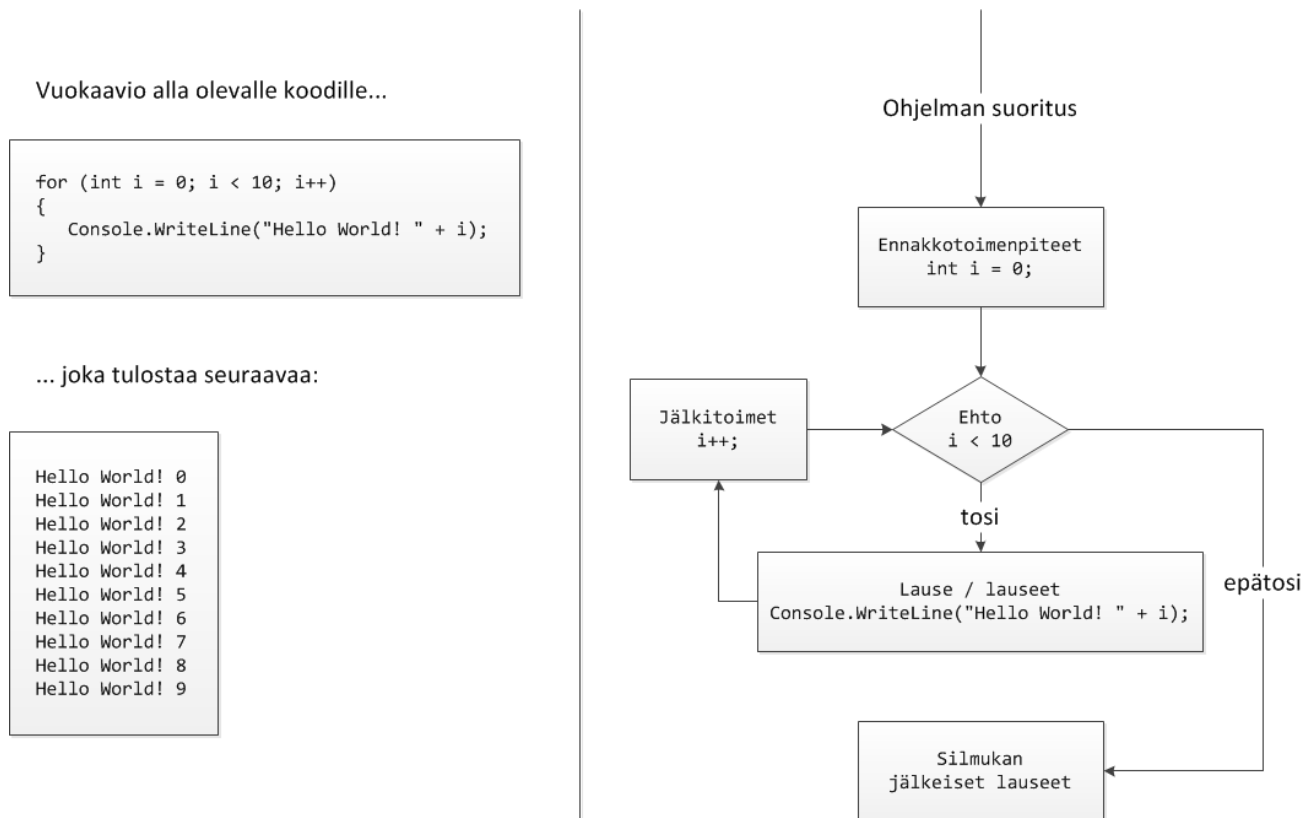 Vuokaavio alla olevalle koodille...
for (int i = 0; i < 10; i++)
{
Console.WriteLine("Hello World! " + i);
}
... joka tulostaa seuraavaa:
Hello World! 0
Hello World! 1
Hello World! 2
Hello World! 3
Hello World! 4
Hello World! 5
Hello World! 6
Hello World! 7
Hello World! 8
Hello World! 9
Ohjelman suoritus
Ennakkotoimenpiteet
int i = 0;
Ehto
i < 10
Jälkitoimet
i++;
tosi
Lause / lauseet
Console.WriteLine("Hello World! " + i);
epätosi
Silmukan
jälkeiset lauseet